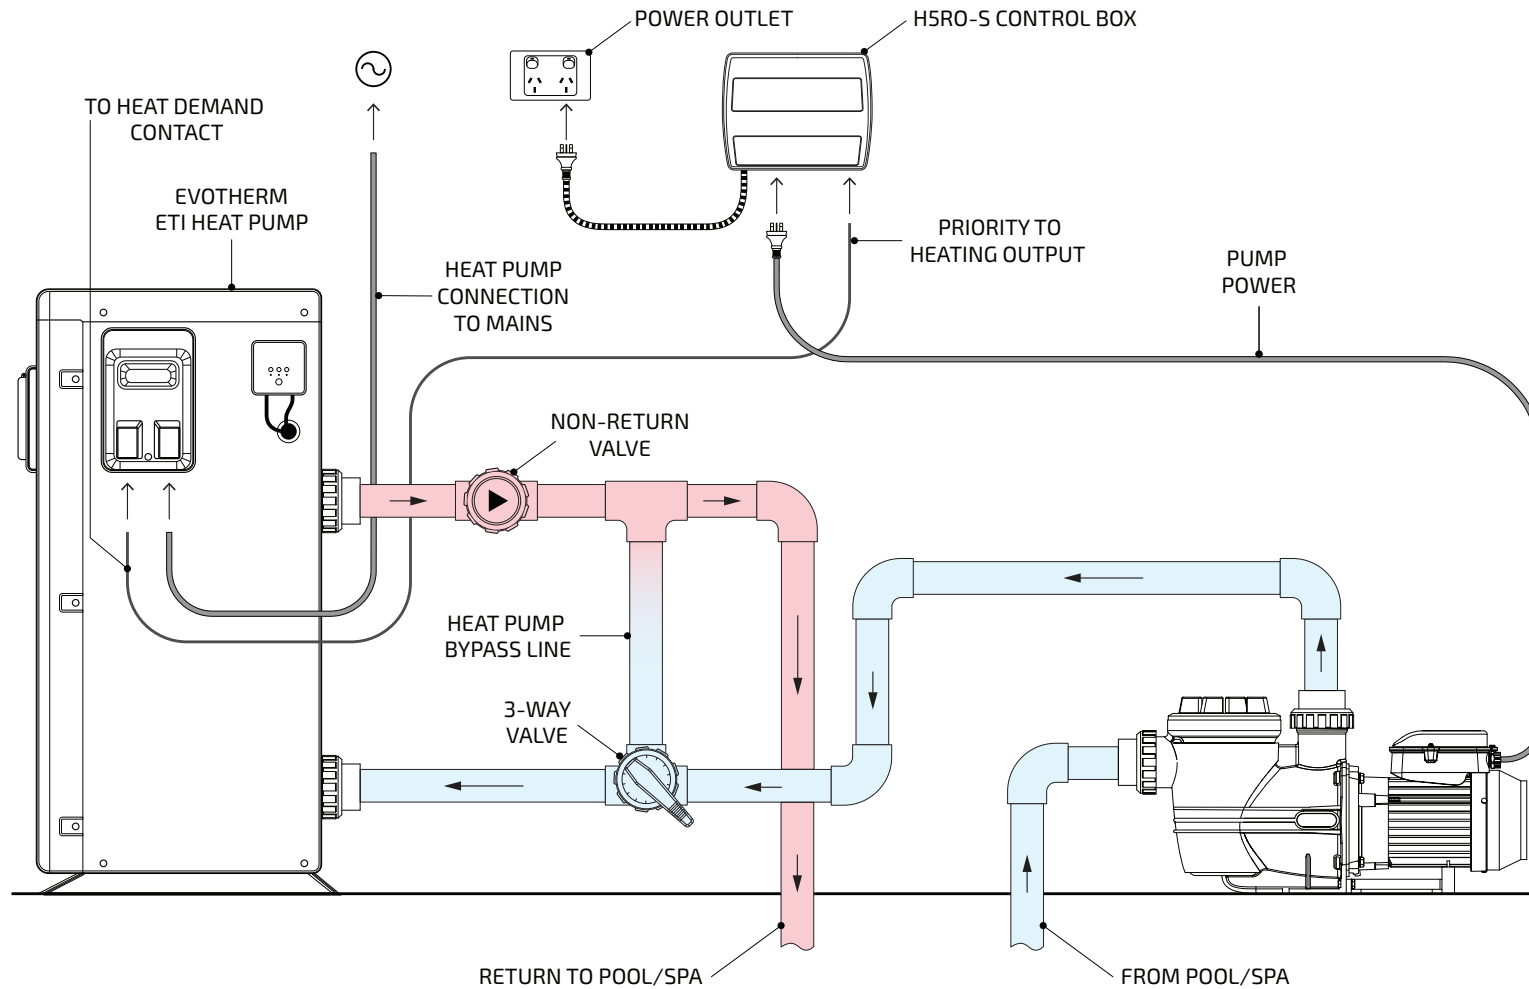 POWER OUTLET
H5RO-S CONTROL BOX
TO HEAT DEMAND
CONTACT
EVOTHERM
ETI HEAT PUMP
HEAT PUMP
CONNECTION
TO MAINS
PRIORITY TO
HEATING OUTPUT
PUMP
POWER
NON-RETURN
VALVE
HEAT PUMP
BYPASS LINE
3-WAY
VALVE
RETURN TO POOL/SPA
FROM POOL/SPA